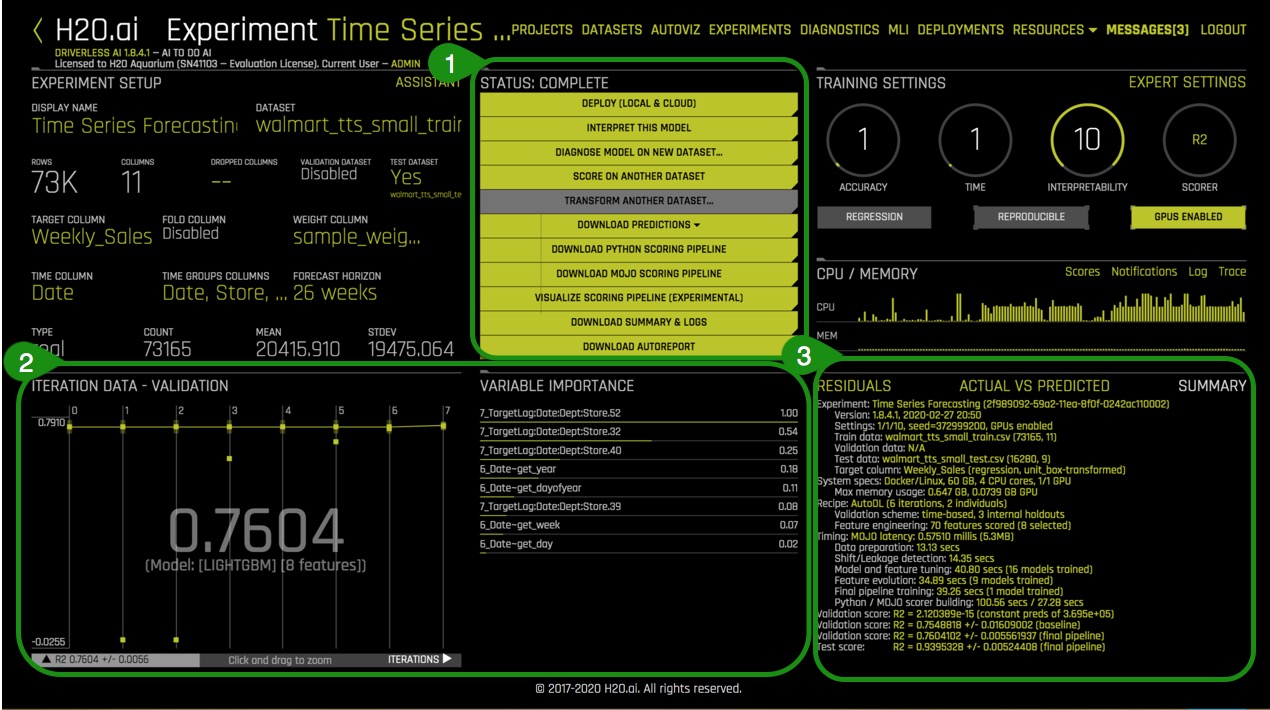 H2O.ai Experiment Time Series ...
PROJECTS DATASETS AUTOVIZ EXPERIMENTS DIAGNOSTICS MLI DEPLOYMENTS RESOURCES MESSAGES[3] LOGOUT
DRIVERLESS AI 1.8.4.1 – AI TO DO AI
Licensed to H2O Aquarium (SN41103 – Evaluation License). Current User – ADMIN
EXPERIMENT SETUP
ASSISTANT
DISPLAY NAME
DATASET
Time Series Forecastin
walmart_tts_small_train
ROWS
COLUMNS
DROPPED COLUMNS
VALIDATION DATASET
TEST DATASET
73K
11
--
Disabled
Yes
walmart_tts_small_te
TARGET COLUMN
FOLD COLUMN
WEIGHT COLUMN
Weekly_Sales
Disabled
sample_weig...
TIME COLUMN
TIME GROUPS COLUMNS
FORECAST HORIZON
Date
Date, Store, ...
26 weeks
TYPE
COUNT
MEAN
STDEV
real
73165
20415.910
19475.064
1
STATUS: COMPLETE
DEPLOY (LOCAL & CLOUD)
INTERPRET THIS MODEL
DIAGNOSE MODEL ON NEW DATASET...
SCORE ON ANOTHER DATASET
TRANSFORM ANOTHER DATASET...
DOWNLOAD PREDICTIONS
DOWNLOAD PYTHON SCORING PIPELINE
DOWNLOAD MOJO SCORING PIPELINE
VISUALIZE SCORING PIPELINE (EXPERIMENTAL)
DOWNLOAD SUMMARY & LOGS
DOWNLOAD AUTOREPORT
TRAINING SETTINGS
EXPERT SETTINGS
1
1
10
R2
ACCURACY
TIME
INTERPRETABILITY
SCORER
REGRESSION
REPRODUCIBLE
GPUS ENABLED
CPU / MEMORY
Scores Notifications Log Trace
CPU
MEM
2
ITERATION DATA - VALIDATION
0 1 2 3 4 5 6 7
0.7910
0.7604
(Model: [LIGHTGBM] [8 features])
-0.0255
R2 0.7604 +/- 0.0056
Click and drag to zoom
ITERATIONS
VARIABLE IMPORTANCE
7_TargetLag:Date:Dept:Store.52 1.00
7_TargetLag:Date:Dept:Store.32 0.54
7_TargetLag:Date:Dept:Store.40 0.25
6_Date~get_year 0.18
6_Date~get_dayofyear 0.11
7_TargetLag:Date:Dept:Store.39 0.08
6_Date~get_week 0.07
6_Date~get_day 0.02
3
RESIDUALS
ACTUAL VS PREDICTED
SUMMARY
Experiment: Time Series Forecasting (2f989092-59a2-11ea-8f0f-0242ac110002)
Version: 1.8.4.1, 2020-02-27 20:50
Settings: 1/1/10, seed=372999200, GPUs enabled
Train data: walmart_tts_small_train.csv (73165, 11)
Validation data: N/A
Test data: walmart_tts_small_test.csv (16280, 9)
Target column: Weekly_Sales (regression, unit_box-transformed)
System specs: Docker/Linux, 60 GB, 4 CPU cores, 1/1 GPU
Max memory usage: 0.647 GB, 0.0739 GB GPU
Recipe: AutoDL (6 iterations, 2 individuals)
Validation scheme: time-based, 3 internal holdouts
Feature engineering: 70 features scored (8 selected)
Timing: MOJO latency: 0.57510 millis (5.3MB)
Data preparation: 13.13 secs
Shift/Leakage detection: 14.35 secs
Model and feature tuning: 40.80 secs (16 models trained)
Feature evolution: 34.89 secs (9 models trained)
Final pipeline training: 39.26 secs (1 model trained)
Python / MOJO scorer building: 100.56 secs / 27.28 secs
Validation score: R2 = 2.120389e-15 (constant preds of 3.695e+05)
Validation score: R2 = 0.7548818 +/- 0.01609002 (baseline)
Validation score: R2 = 0.7604102 +/- 0.005561937 (final pipeline)
Test score: R2 = 0.9395328 +/- 0.00524408 (final pipeline)
© 2017-2020 H2O.ai. All rights reserved.